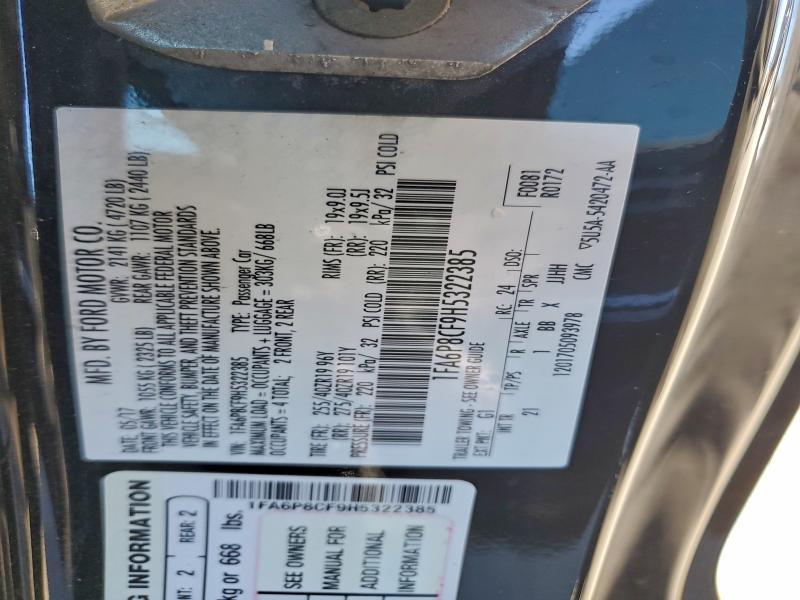 MFD. BY FORD MOTOR CO.
DATE: 05/17 GVWR: 2141 KG ( 4720 LB)
FRONT GAWR: 1055 KG ( 2325 LB) REAR GAWR: 1107 KG ( 2440 LB)
THIS VEHICLE CONFORMS TO ALL APPLICABLE FEDERAL MOTOR
VEHICLE SAFETY, BUMPER, AND THEFT PREVENTION STANDARDS
IN EFFECT ON THE DATE OF MANUFACTURE SHOWN ABOVE.
VIN: 1FA6P8CF9H5322385 TYPE: Passenger Car
MAXIMUM LOAD = OCCUPANTS + LUGGAGE = 303KG/ 668LB
OCCUPANTS = 4 TOTAL; 2 FRONT, 2 REAR
TIRE (FR): 255/40ZR19 96Y RIMS (FR): 19x9.0J
(RR): 275/40ZR19 101Y (RR): 19x9.5J
PRESSURE (FR): 220 kPa/ 32 PSI COLD (RR): 220 kPa/ 32 PSI COLD
1FA6P8CF9H5322385
TRAILER TOWING - SEE OWNER GUIDE
EXT PNT: G1 RC: 24 DSO: F0081
R0172
INT TR TP/PS R AXLE TR SPR
21 1 BB X JJHH
1201705093978 CMC 5U5A-5420472-AA
1FA6P8CF9H5322385
NG INFORMATION
NT: 2 REAR: 2
kg or 668 lbs.
SEE OWNERS
MANUAL FOR
ADDITIONAL
INFORMATION